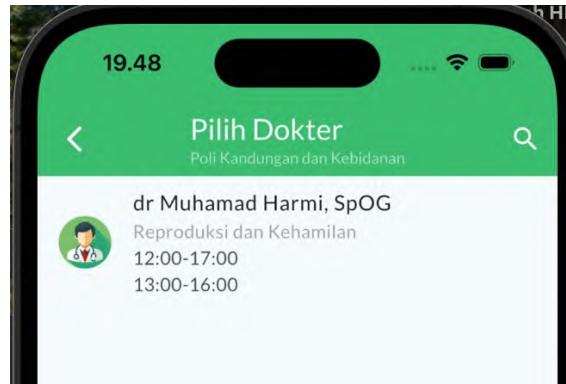 19.48
Pilih Dokter
Poli Kandungan dan Kebidanan
dr Muhamad Harmi, SpOG
Reproduksi dan Kehamilan
12:00-17:00
13:00-16:00